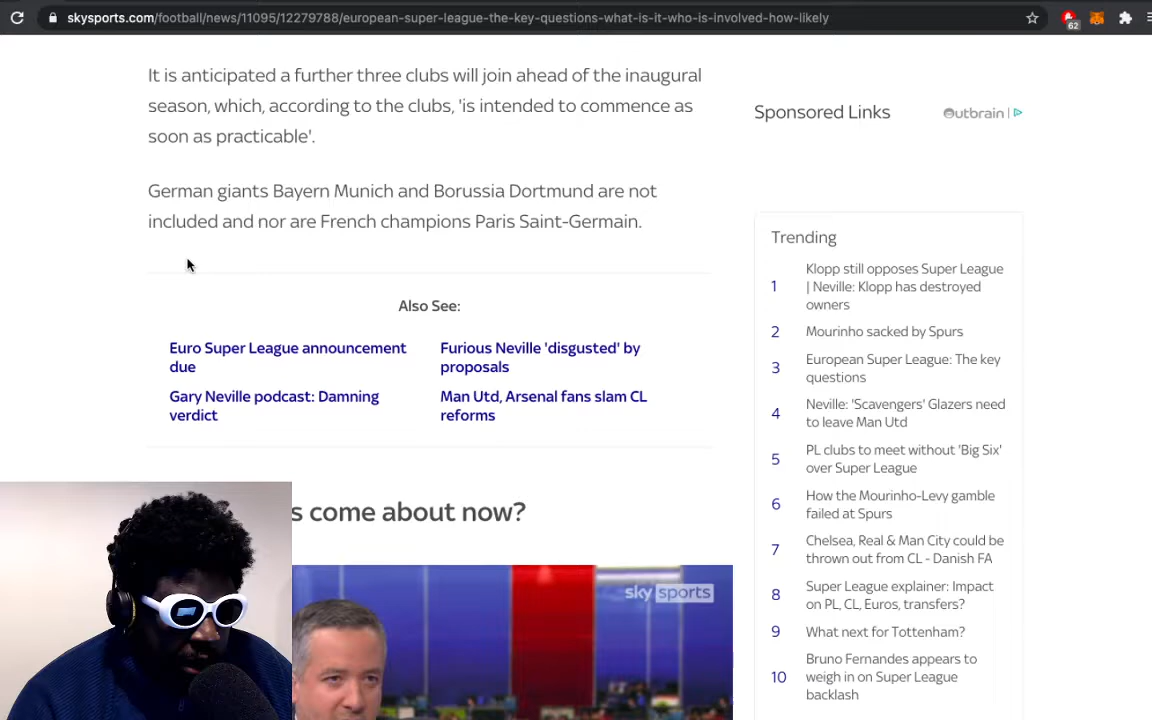 skysports.com/football/news/11095/12279788/european-super-league-the-key-questions-what-is-it-who-is-involved-how-likely
62
It is anticipated a further three clubs will join ahead of the inaugural
season, which, according to the clubs, 'is intended to commence as
soon as practicable'.
German giants Bayern Munich and Borussia Dortmund are not
included and nor are French champions Paris Saint-Germain.
Also See:
Euro Super League announcement
due
Furious Neville 'disgusted' by
proposals
Gary Neville podcast: Damning
verdict
Man Utd, Arsenal fans slam CL
reforms
s come about now?
sky sports
Sponsored Links
Outbrain
Trending
1 Klopp still opposes Super League
| Neville: Klopp has destroyed
owners
2 Mourinho sacked by Spurs
3 European Super League: The key
questions
4 Neville: 'Scavengers' Glazers need
to leave Man Utd
5 PL clubs to meet without 'Big Six'
over Super League
6 How the Mourinho-Levy gamble
failed at Spurs
7 Chelsea, Real & Man City could be
thrown out from CL - Danish FA
8 Super League explainer: Impact
on PL, CL, Euros, transfers?
9 What next for Tottenham?
10 Bruno Fernandes appears to
weigh in on Super League
backlash